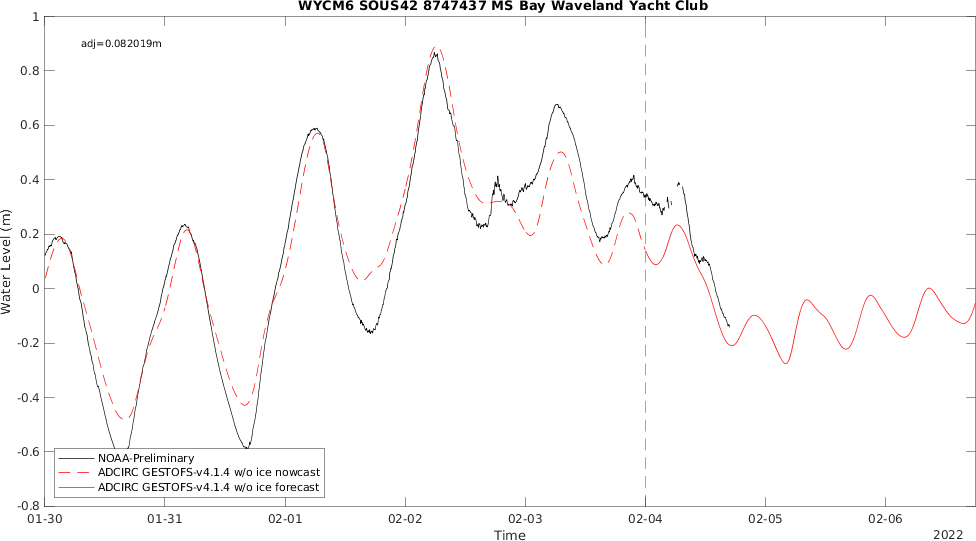 WYCM6 SOUS42 8747437 MS Bay Waveland Yacht Club
adj=0.082019m
1
0.8
0.6
0.4
0.2
0
-0.2
-0.4
-0.6
-0.8
Water Level (m)
NOAA-Preliminary
ADCIRC GESTOFS-v4.1.4 w/o ice nowcast
ADCIRC GESTOFS-v4.1.4 w/o ice forecast
01-30 01-31 02-01 02-02 02-03 02-04 02-05 02-06
Time
2022